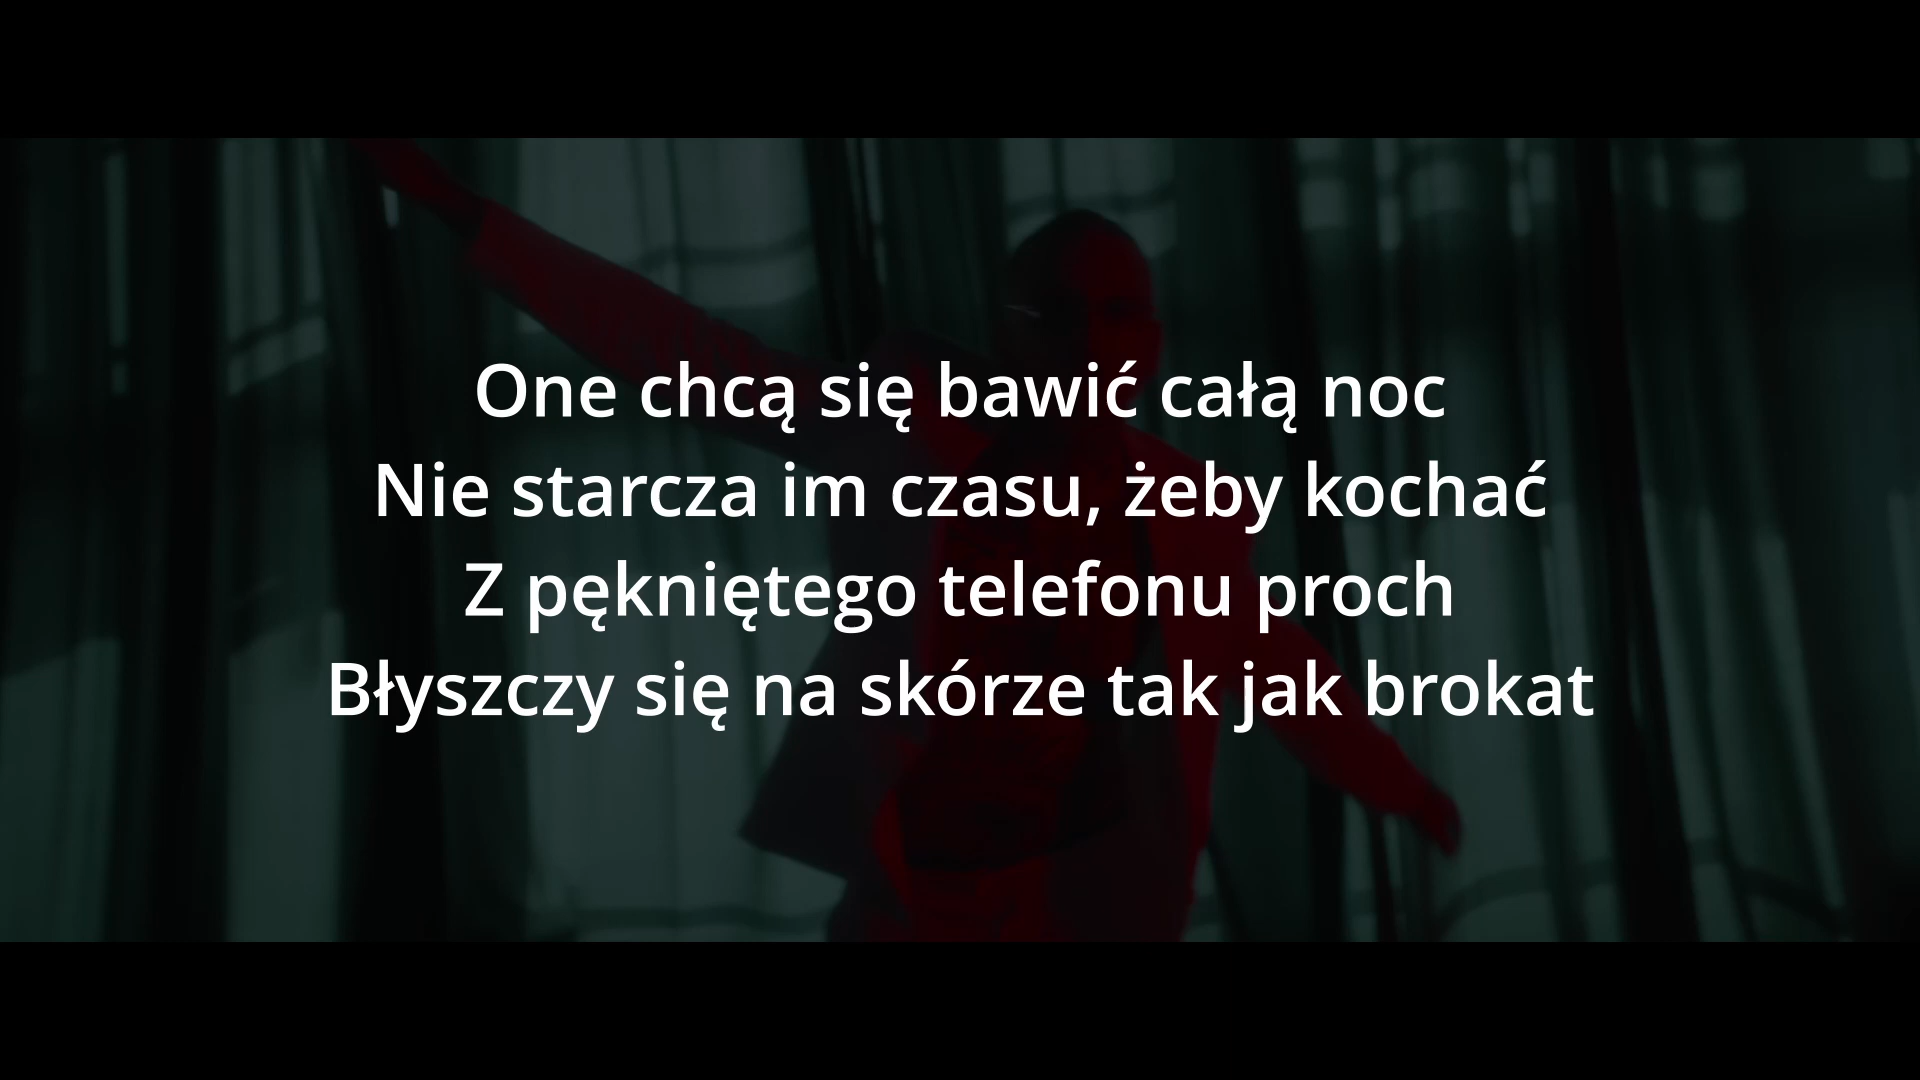 One chcą się bawić całą noc
Nie starcza im czasu, żeby kochać
Z pękniętego telefonu proch
Błyszczy się na skórze tak jak brokat